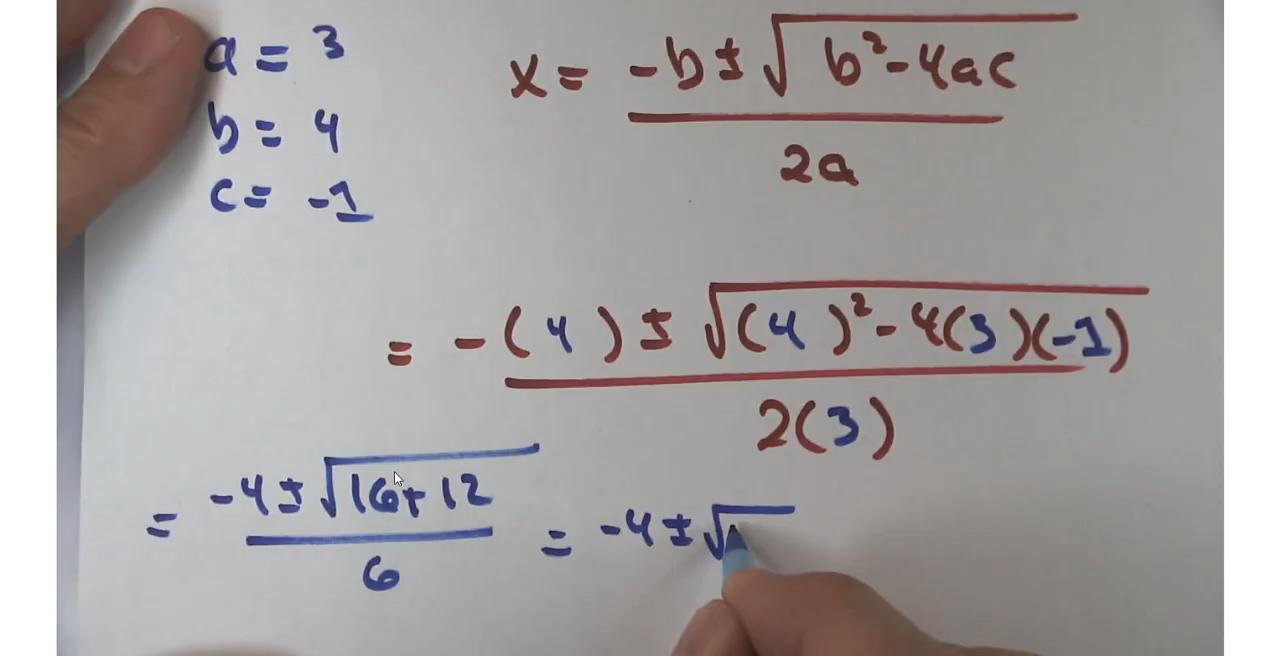 a = 3
b = 4
c = -1
x = -b ± √(b² - 4ac) / 2a
= -(4) ± √((4)² - 4(3)(-1)) / 2(3)
= -4 ± √(16 + 12) / 6 = -4 ± √